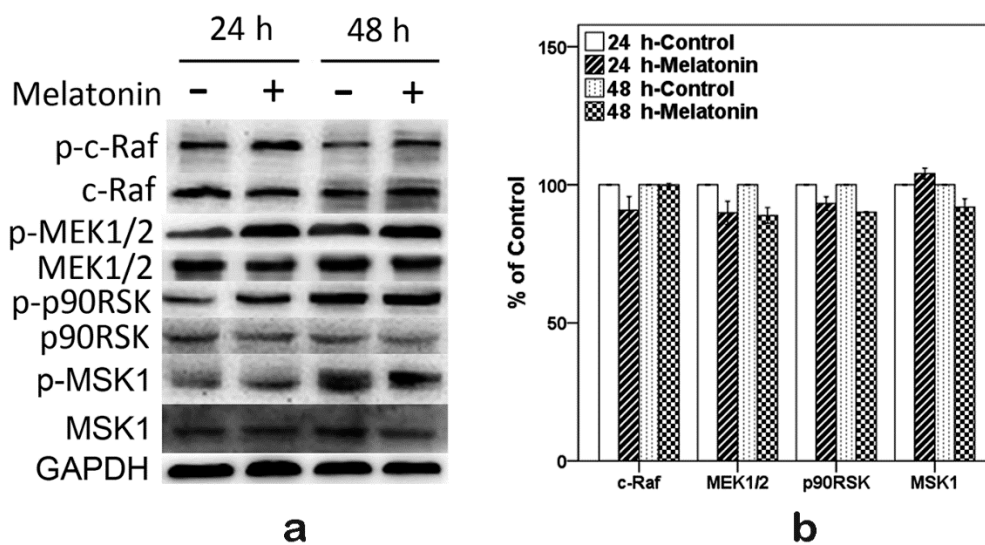 24 h 48 h
Melatonin − + − +
p-c-Raf
c-Raf
p-MEK1/2
MEK1/2
p-p90RSK
p90RSK
p-MSK1
MSK1
GAPDH
a
24 h-Control
24 h-Melatonin
48 h-Control
48 h-Melatonin
% of Control
150
100
50
0
c-Raf MEK1/2 p90RSK MSK1
b